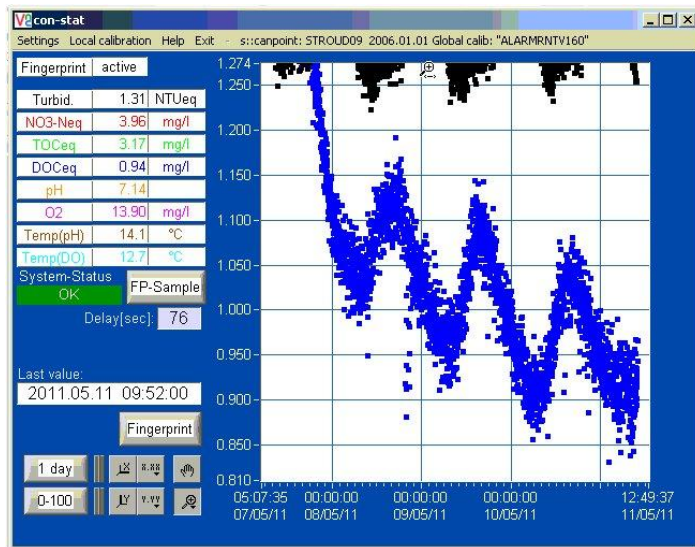 con-stat
Settings Local calibration Help Exit - s::canpoint: STROUD09 2006.01.01 Global calib: "ALARMRNTV160"
Fingerprint active
Turbid. 1.31 NTUeq
NO3-Neq 3.96 mg/l
TOCeq 3.17 mg/l
DOCeq 0.94 mg/l
pH 7.14
O2 13.90 mg/l
Temp(pH) 14.1 °C
Temp(DO) 12.7 °C
System-Status
OK
FP-Sample
Delay[sec]: 76
Last value:
2011.05.11 09:52:00
Fingerprint
1 day
X X.XX
0-100
Y Y.YY
1.274
1.250
1.200
1.150
1.100
1.050
1.000
0.950
0.900
0.850
0.810
05:07:35 00:00:00 00:00:00 00:00:00 12:49:37
07/05/11 08/05/11 09/05/11 10/05/11 11/05/11